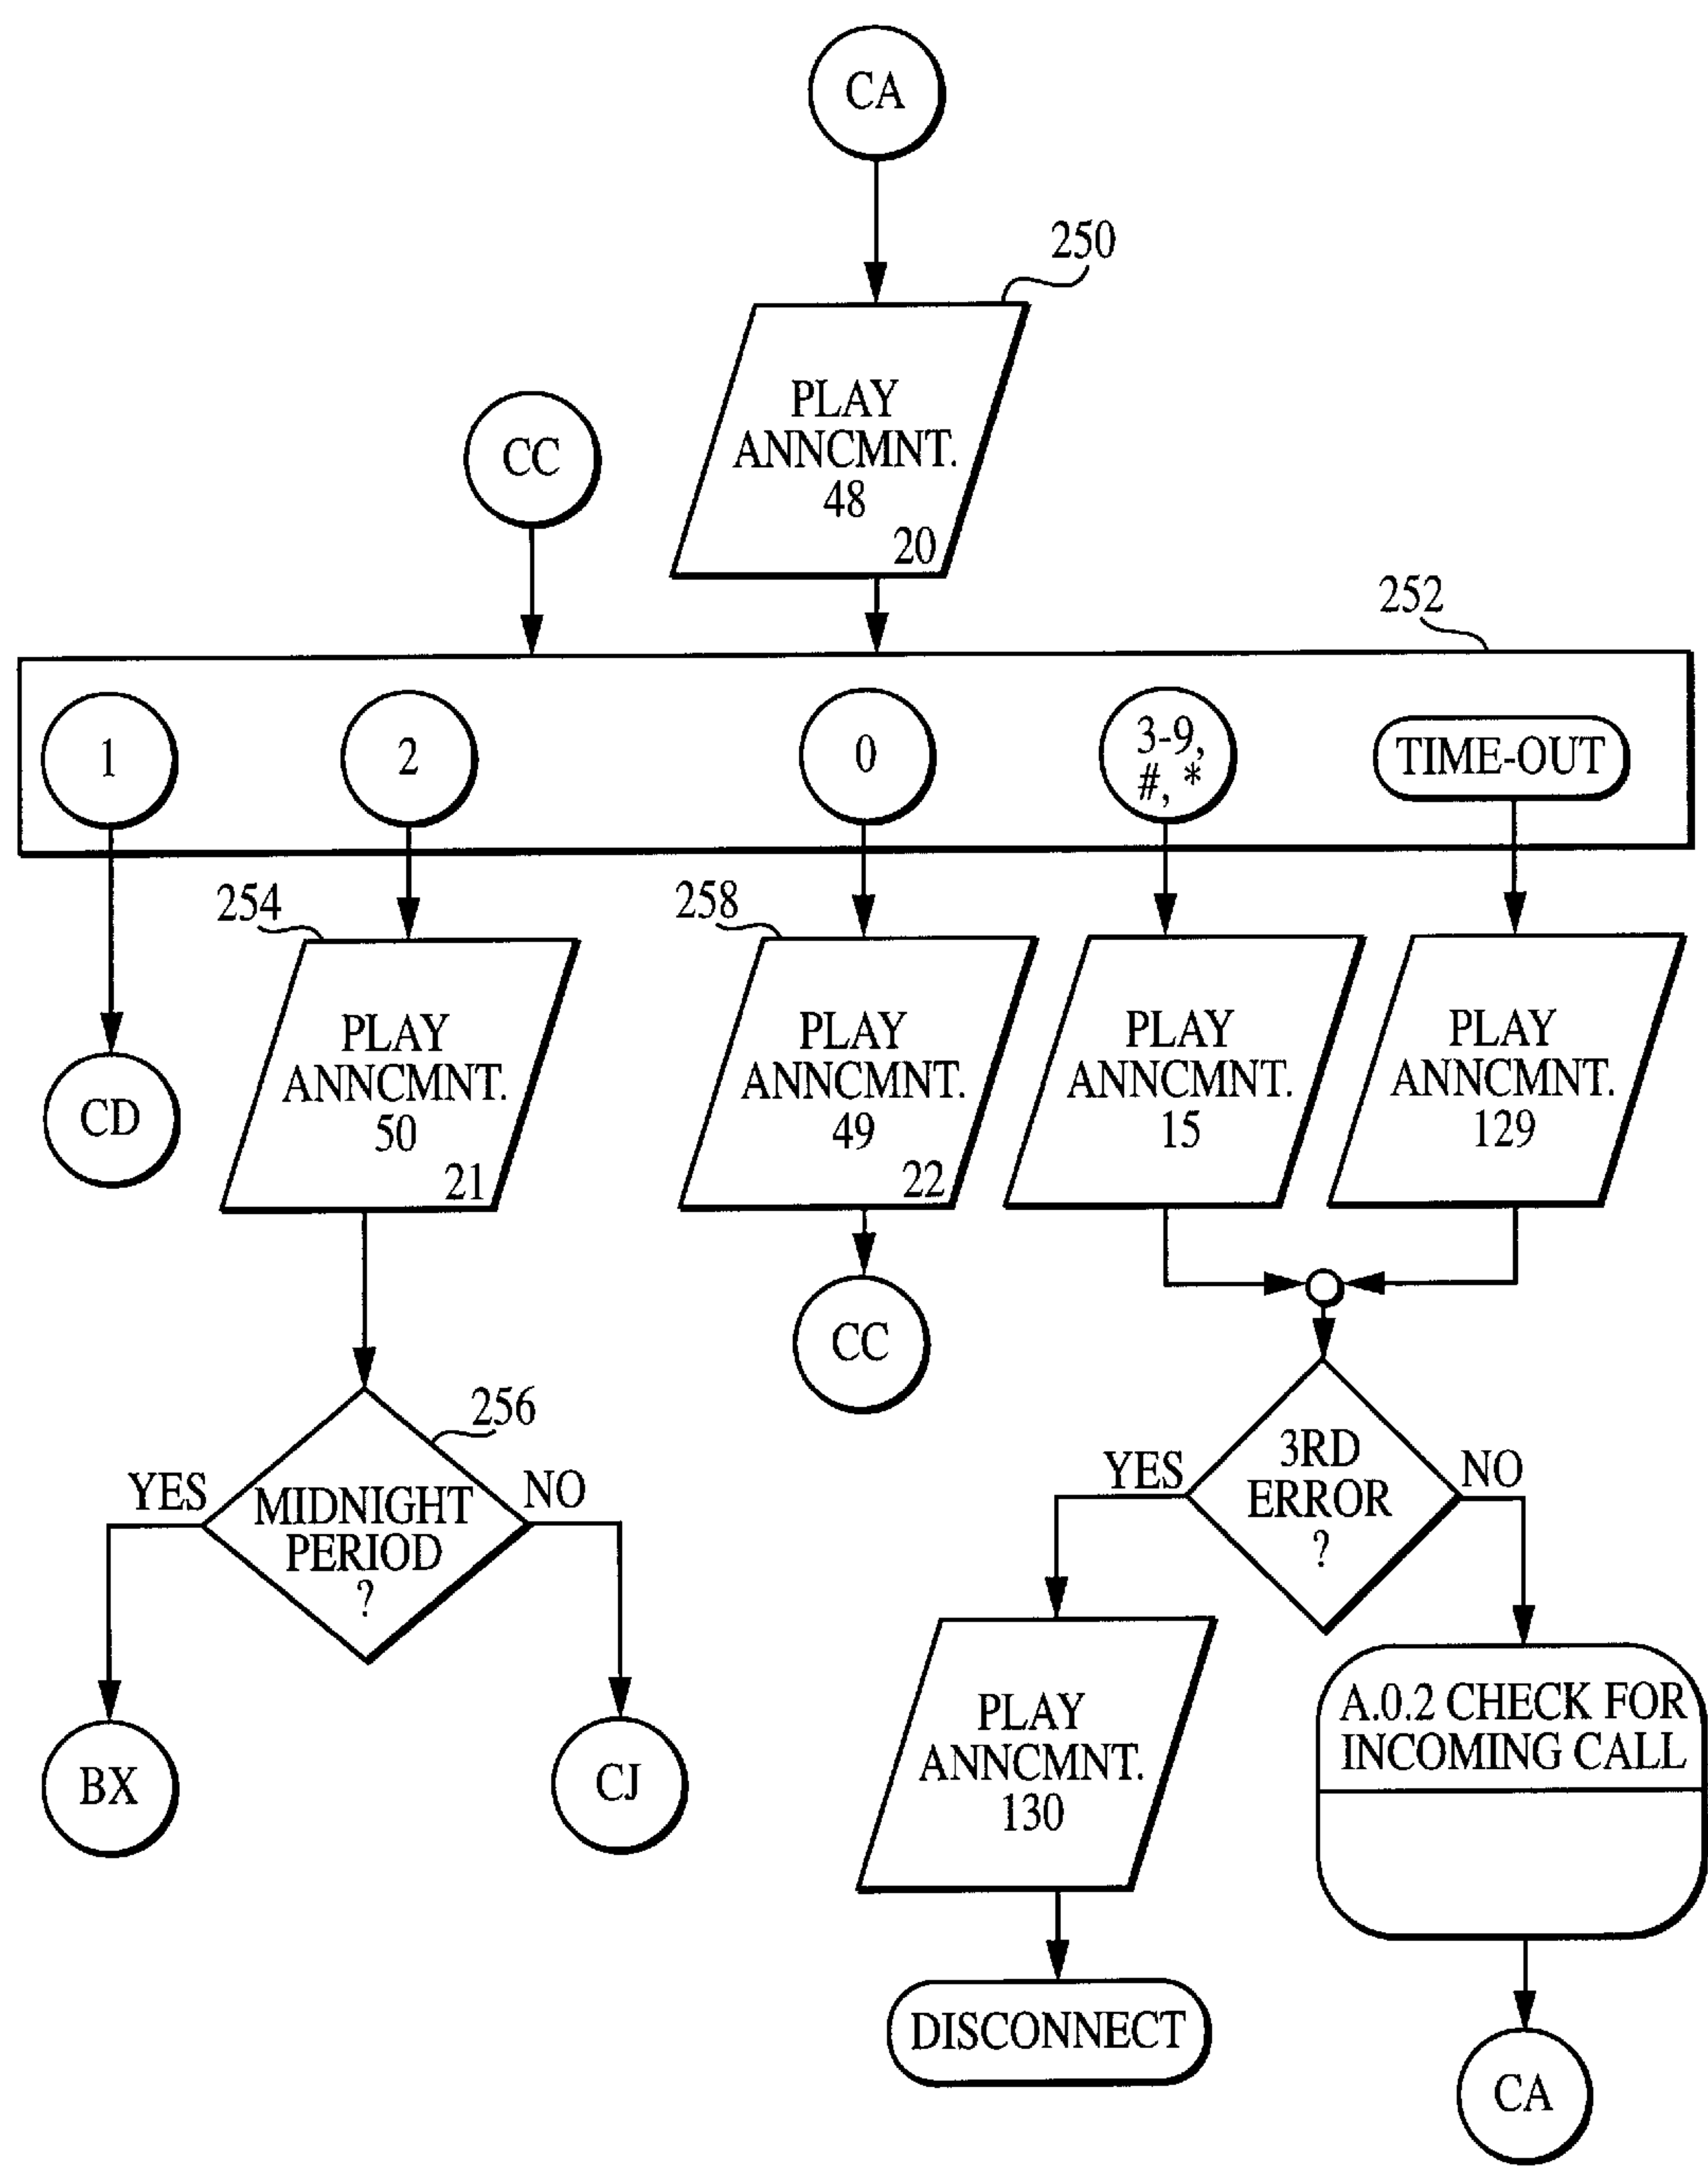 CA
250
PLAY
ANNCMNT.
48
20
CC
252
1
2
0
3-9,
#, *
TIME-OUT
254
258
PLAY
ANNCMNT.
50
21
PLAY
ANNCMNT.
49
22
PLAY
ANNCMNT.
15
PLAY
ANNCMNT.
129
CD
CC
256
YES
MIDNIGHT
PERIOD
?
NO
YES
3RD
ERROR
?
NO
BX
CJ
PLAY
ANNCMNT.
130
A.0.2 CHECK FOR
INCOMING CALL
DISCONNECT
CA